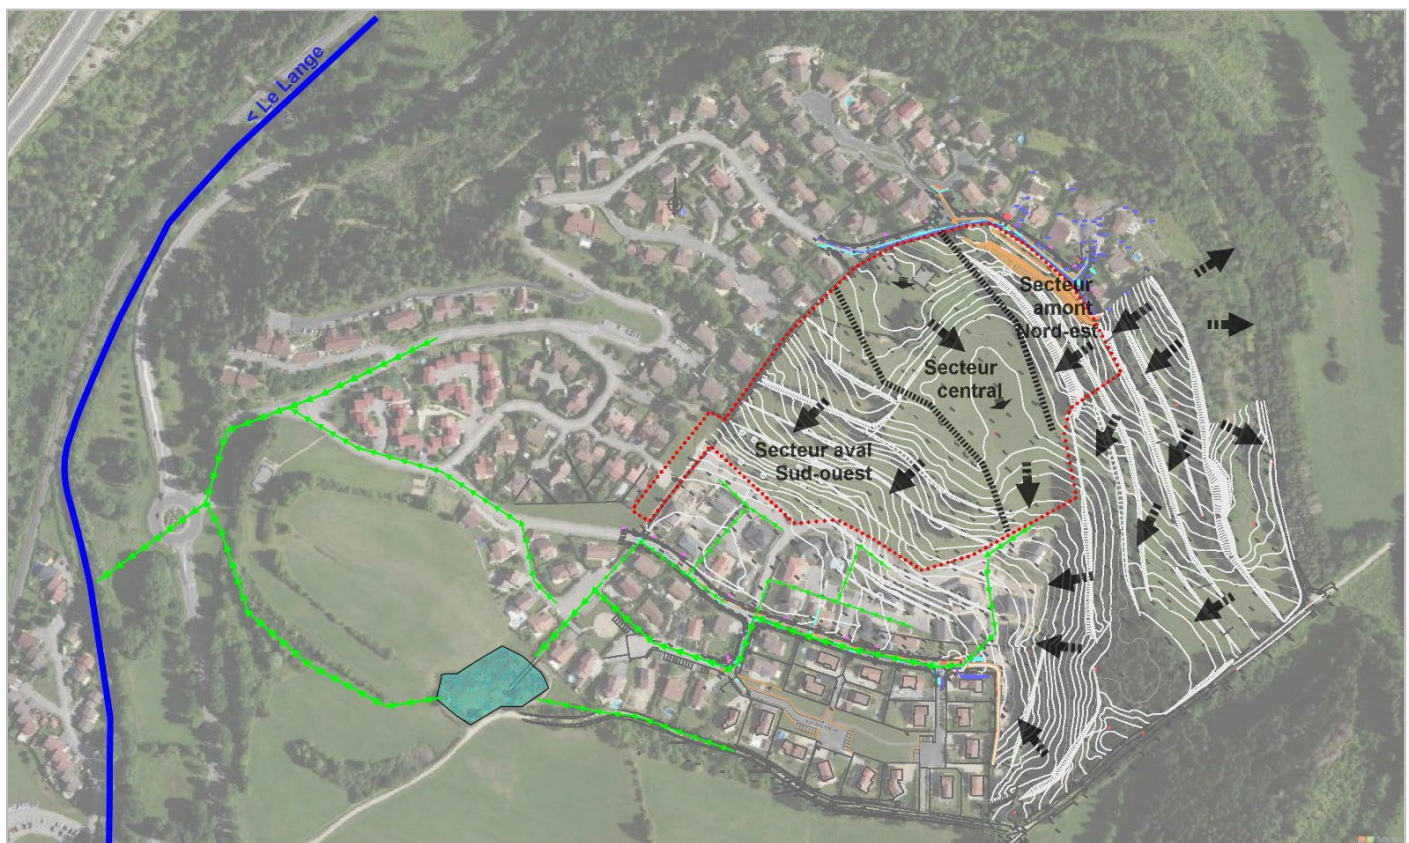 < Le Lange
Secteur
amont
Nord-est
Secteur
central
Secteur aval
Sud-ouest